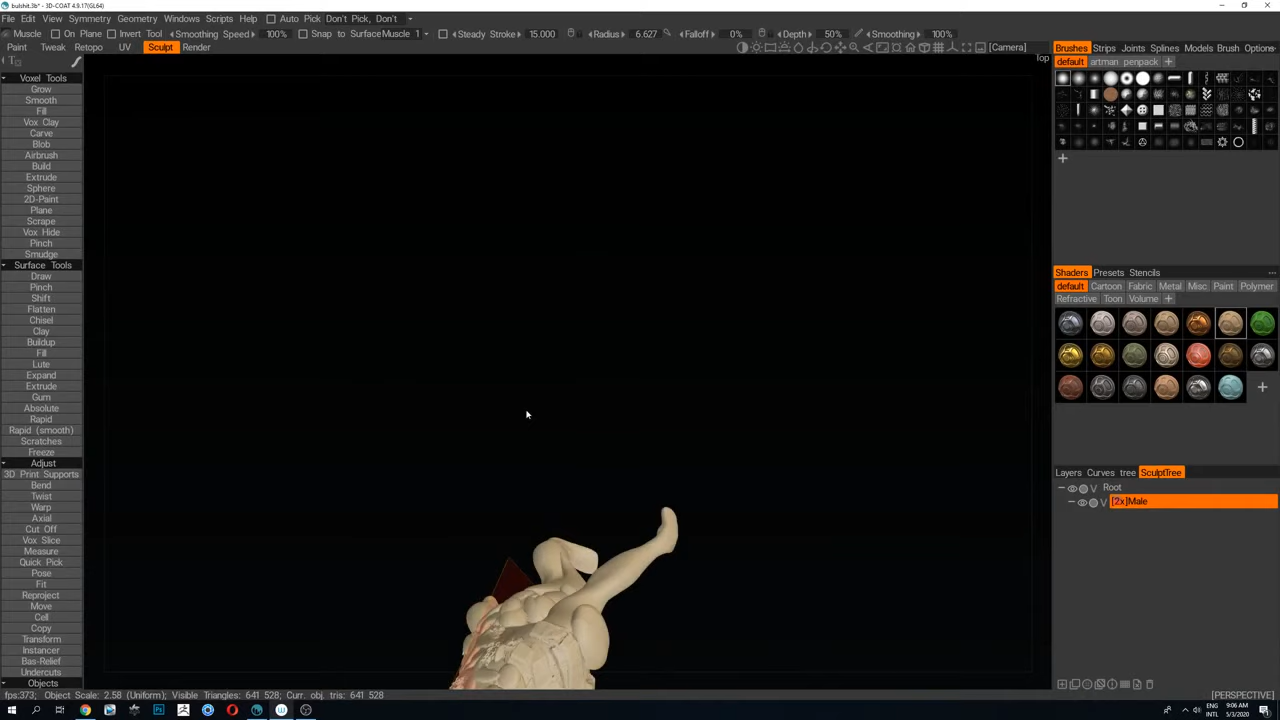 bulshit.3b* - 3D-COAT 4.9.17(GL64)
File Edit View Symmetry Geometry Windows Scripts Help Auto Pick Don't Pick, Don't
Muscle On Plane Invert Tool Smoothing Speed 100% Snap to Surface Muscle 1 Steady Stroke 15.000 Radius 6.627 Falloff 0% Depth 50% Smoothing 100%
Paint Tweak Retopo UV Sculpt Render [Camera]
Top
Voxel Tools
Grow
Smooth
Fill
Vox Clay
Carve
Blob
Airbrush
Build
Extrude
Sphere
2D-Paint
Plane
Scrape
Vox Hide
Pinch
Smudge
Surface Tools
Draw
Pinch
Shift
Flatten
Chisel
Clay
Buildup
Fill
Lute
Expand
Extrude
Gum
Absolute
Rapid
Rapid (smooth)
Scratches
Freeze
Adjust
3D Print Supports
Bend
Twist
Warp
Axial
Cut Off
Vox Slice
Measure
Quick Pick
Pose
Fit
Reproject
Move
Cell
Copy
Transform
Instancer
Bas-Relief
Undercuts
Objects
Brushes Strips Joints Splines Models Brush Options
default artman penpack +
Shaders Presets Stencils
default Cartoon Fabric Metal Misc Paint Polymer
Refractive Toon Volume +
Layers Curves tree SculptTree
V Root
V [2x]Male
fps:373; Object Scale: 2.58 (Uniform); Visible Triangles: 641 528; Curr. obj. tris: 641 528
[PERSPECTIVE]
ENG
INTL
9:06 AM
5/3/2020